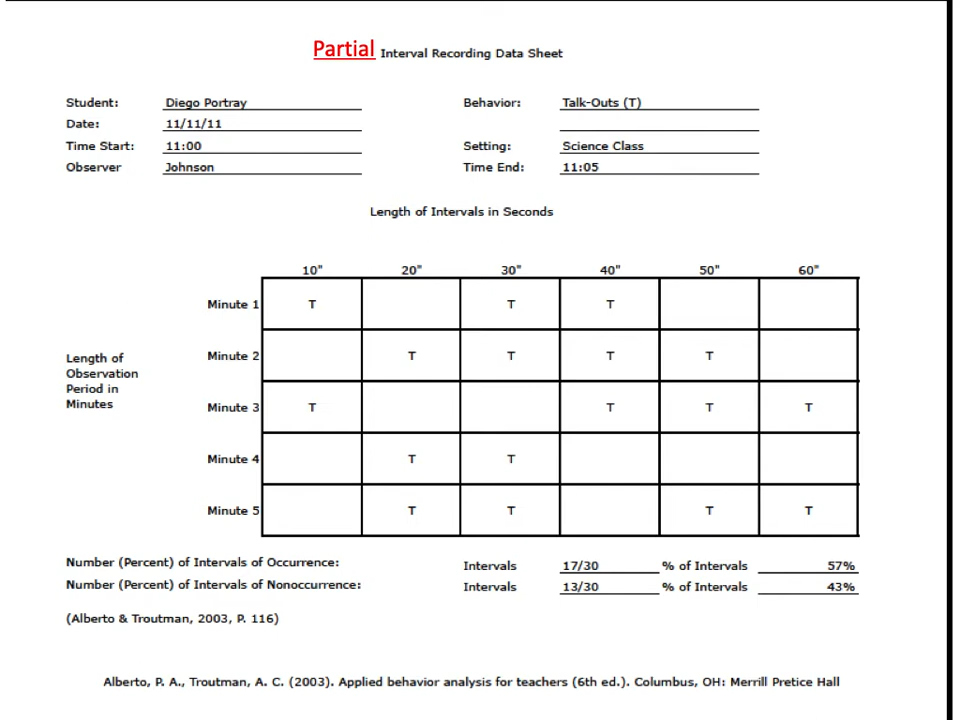 Partial Interval Recording Data Sheet
Student: Diego Portray Behavior: Talk-Outs (T)
Date: 11/11/11
Time Start: 11:00 Setting: Science Class
Observer Johnson Time End: 11:05
Length of Intervals in Seconds
10" 20" 30" 40" 50" 60"
Minute 1 T T T
Minute 2 T T T T
Length of
Observation
Period in
Minutes
Minute 3 T T T T
Minute 4 T T
Minute 5 T T T T
Number (Percent) of Intervals of Occurrence: Intervals 17/30 % of Intervals 57%
Number (Percent) of Intervals of Nonoccurrence: Intervals 13/30 % of Intervals 43%
(Alberto & Troutman, 2003, P. 116)
Alberto, P. A., Troutman, A. C. (2003). Applied behavior analysis for teachers (6th ed.). Columbus, OH: Merrill Pretice Hall